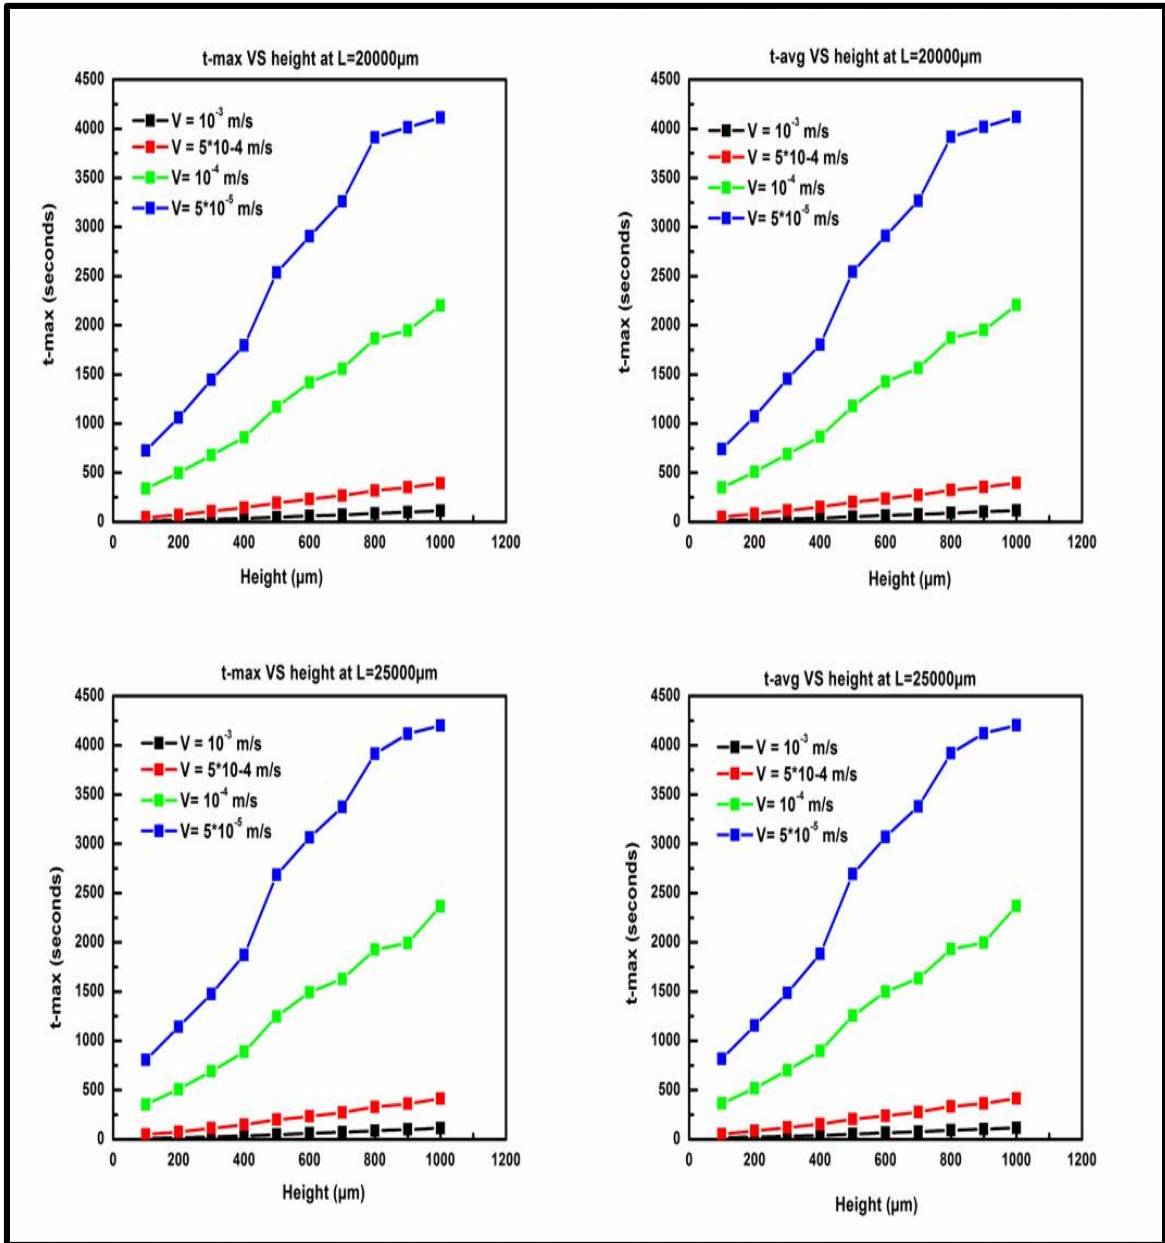 t-max VS height at L=20000µm
4500
4000
3500
3000
2500
2000
1500
1000
500
0
V = 10⁻³ m/s
V = 5*10-4 m/s
V= 10⁻⁴ m/s
V= 5*10⁻⁵ m/s
t-max (seconds)
0 200 400 600 800 1000 1200
Height (µm)
t-avg VS height at L=20000µm
4500
4000
3500
3000
2500
2000
1500
1000
500
0
V = 10⁻³ m/s
V = 5*10-4 m/s
V= 10⁻⁴ m/s
V= 5*10⁻⁵ m/s
t-max (seconds)
0 200 400 600 800 1000 1200
Height (µm)
t-max VS height at L=25000µm
4500
4000
3500
3000
2500
2000
1500
1000
500
0
V = 10⁻³ m/s
V = 5*10-4 m/s
V= 10⁻⁴ m/s
V= 5*10⁻⁵ m/s
t-max (seconds)
0 200 400 600 800 1000 1200
Height (µm)
t-avg VS height at L=25000µm
4500
4000
3500
3000
2500
2000
1500
1000
500
0
V = 10⁻³ m/s
V = 5*10-4 m/s
V= 10⁻⁴ m/s
V= 5*10⁻⁵ m/s
t-max (seconds)
0 200 400 600 800 1000 1200
Height (µm)